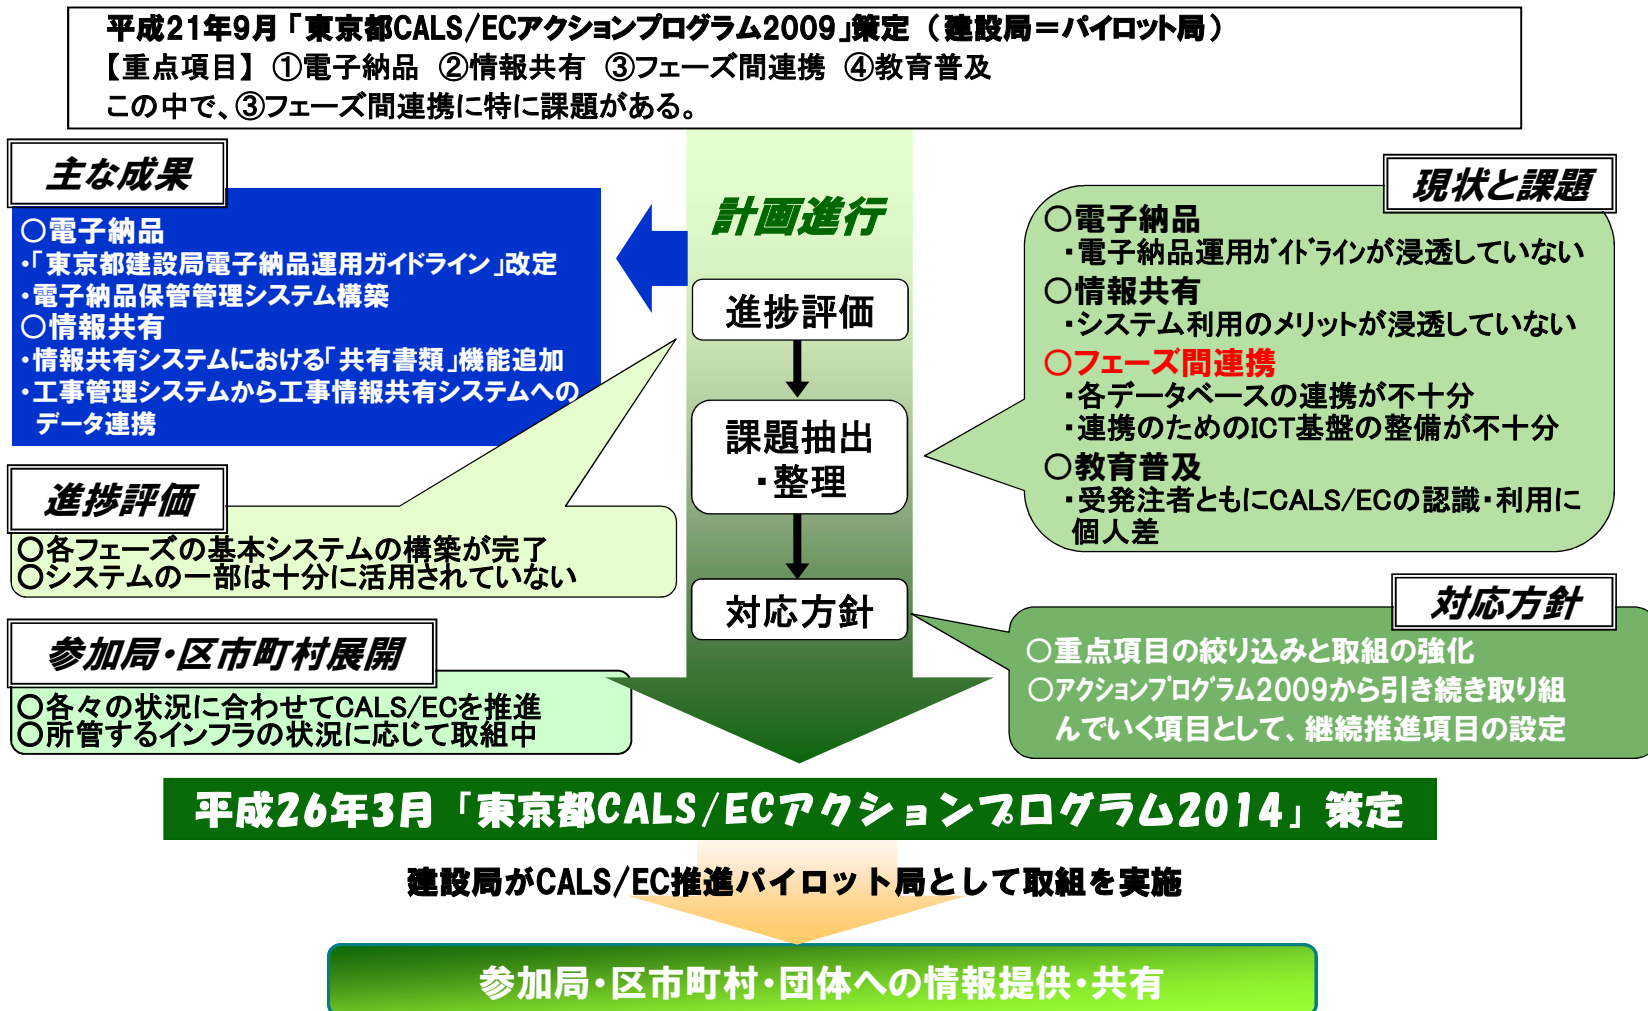 平成21年9月「東京都CALS/ECアクションプログラム2009」策定（建設局＝パイロット局）
【重点項目】 ①電子納品 ②情報共有 ③フェーズ間連携 ④教育普及
この中で、③フェーズ間連携に特に課題がある。
主な成果
○電子納品
・「東京都建設局電子納品運用ガイドライン」改定
・電子納品保管管理システム構築
○情報共有
・情報共有システムにおける「共有書類」機能追加
・工事管理システムから工事情報共有システムへの
データ連携
進捗評価
○各フェーズの基本システムの構築が完了
○システムの一部は十分に活用されていない
参加局・区市町村展開
○各々の状況に合わせてCALS/ECを推進
○所管するインフラの状況に応じて取組中
計画進行
進捗評価
課題抽出
・整理
対応方針
現状と課題
○電子納品
・電子納品運用ガイドラインが浸透していない
○情報共有
・システム利用のメリットが浸透していない
○フェーズ間連携
・各データベースの連携が不十分
・連携のためのICT基盤の整備が不十分
○教育普及
・受発注者ともにCALS/ECの認識・利用に
個人差
対応方針
○重点項目の絞り込みと取組の強化
○アクションプログラム2009から引き続き取り組
んでいく項目として、継続推進項目の設定
平成26年3月「東京都CALS/ECアクションプログラム2014」策定
建設局がCALS/EC推進パイロット局として取組を実施
参加局・区市町村・団体への情報提供・共有